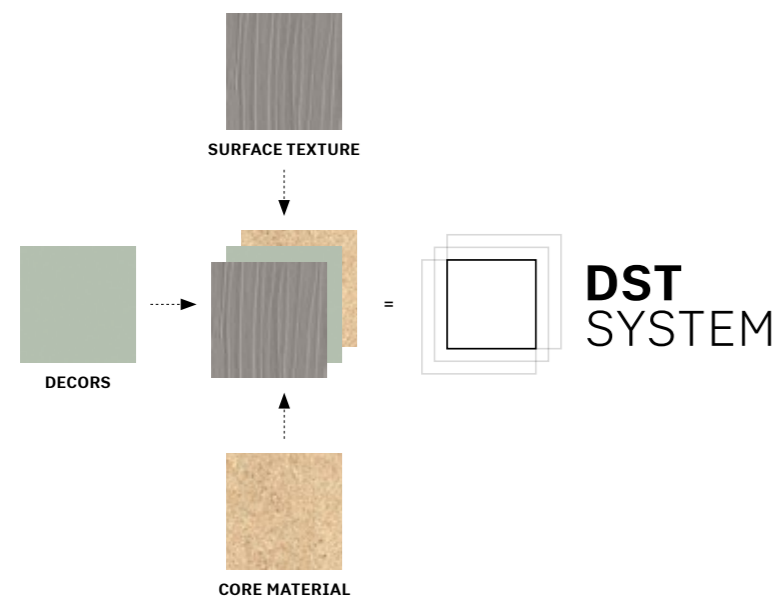 SURFACE TEXTURE
DECORS
=
DST
SYSTEM
CORE MATERIAL